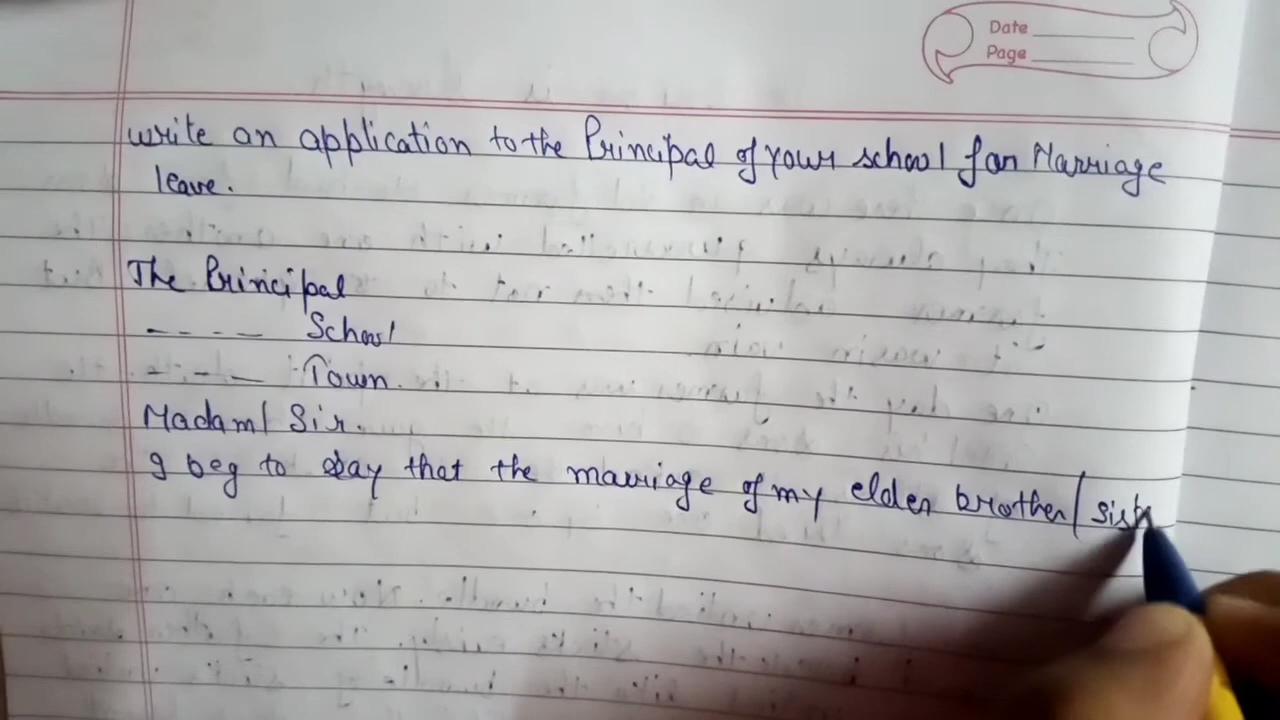 Date
Page
write an application to the Principal of your school for Marriage
leave.
The Principal
---- School
---- Town.
Madam/ Sir.
I beg to say that the marriage of my elder brother/ sist